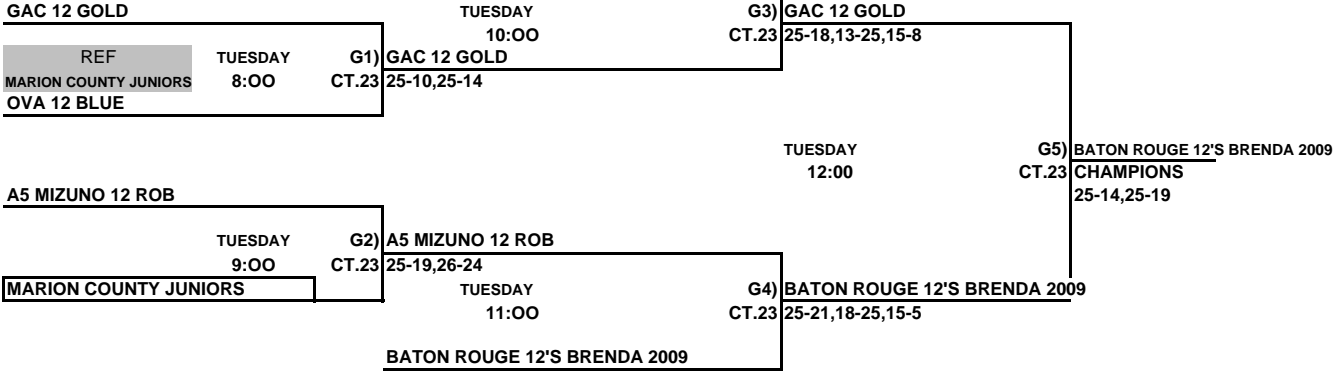 GAC 12 GOLD TUESDAY G3) GAC 12 GOLD
10:OO CT.23 25-18,13-25,15-8
REF TUESDAY G1) GAC 12 GOLD
MARION COUNTY JUNIORS 8:OO CT.23 25-10,25-14
OVA 12 BLUE
TUESDAY G5) BATON ROUGE 12'S BRENDA 2009
12:00 CT.23 CHAMPIONS
A5 MIZUNO 12 ROB 25-14,25-19
TUESDAY G2) A5 MIZUNO 12 ROB
9:OO CT.23 25-19,26-24
MARION COUNTY JUNIORS TUESDAY G4) BATON ROUGE 12'S BRENDA 2009
11:OO CT.23 25-21,18-25,15-5
BATON ROUGE 12'S BRENDA 2009